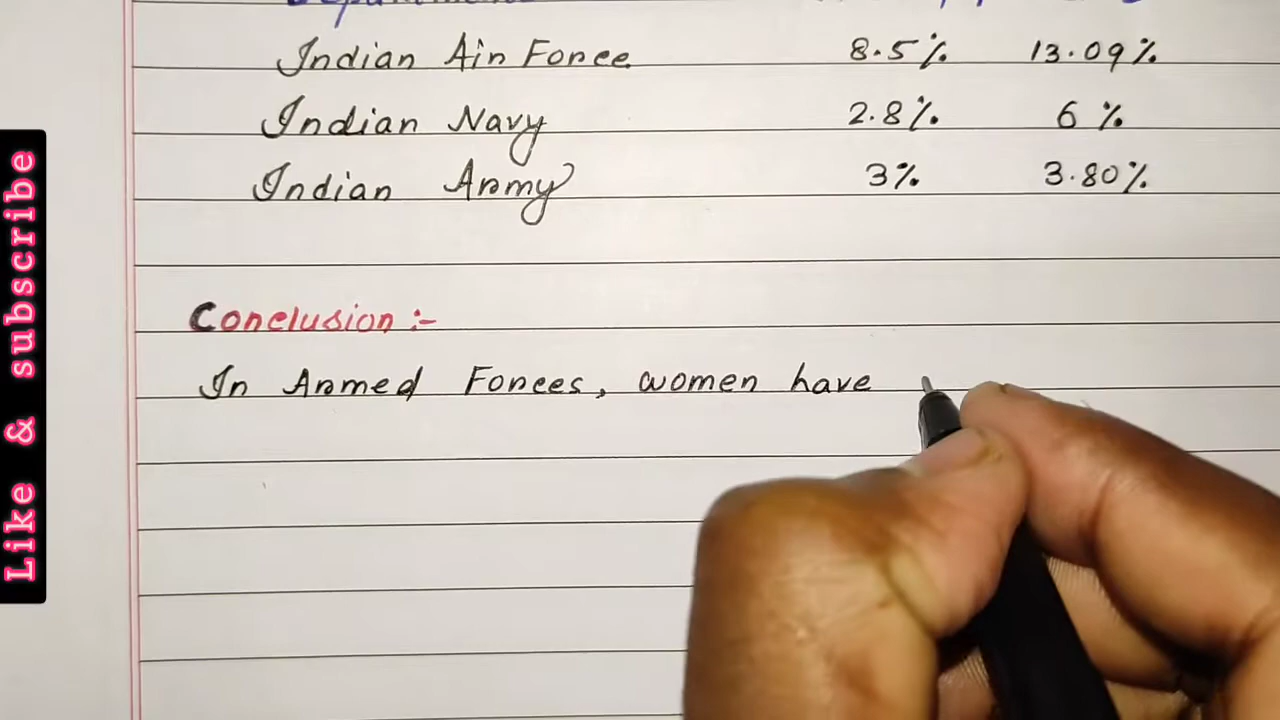 Indian Air Force 8.5% 13.09%
Indian Navy 2.8% 6%
Indian Army 3% 3.80%
Conclusion :-
In Armed Forces, women have
Like & subscribe